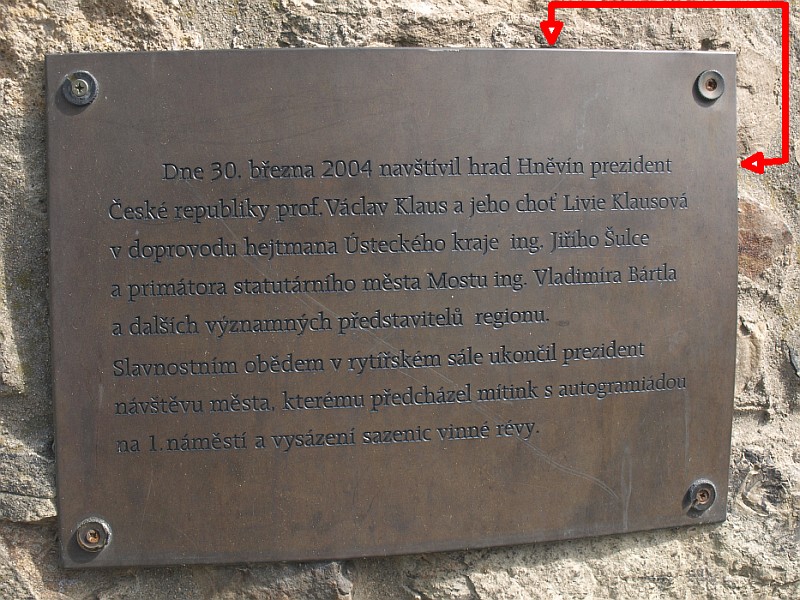 Dne 30. března 2004 navštívil hrad Hněvín prezident
České republiky prof. Václav Klaus a jeho choť Livie Klausová
v doprovodu hejtmana Ústeckého kraje ing. Jiřího Šulce
a primátora statutárního města Mostu ing. Vladimíra Bártla
a dalších významných představitelů regionu.
Slavnostním obědem v rytířském sále ukončil prezident
návštěvu města, kterému předcházel mítink s autogramiádou
na 1. náměstí a vysázení sazenic vinné révy.